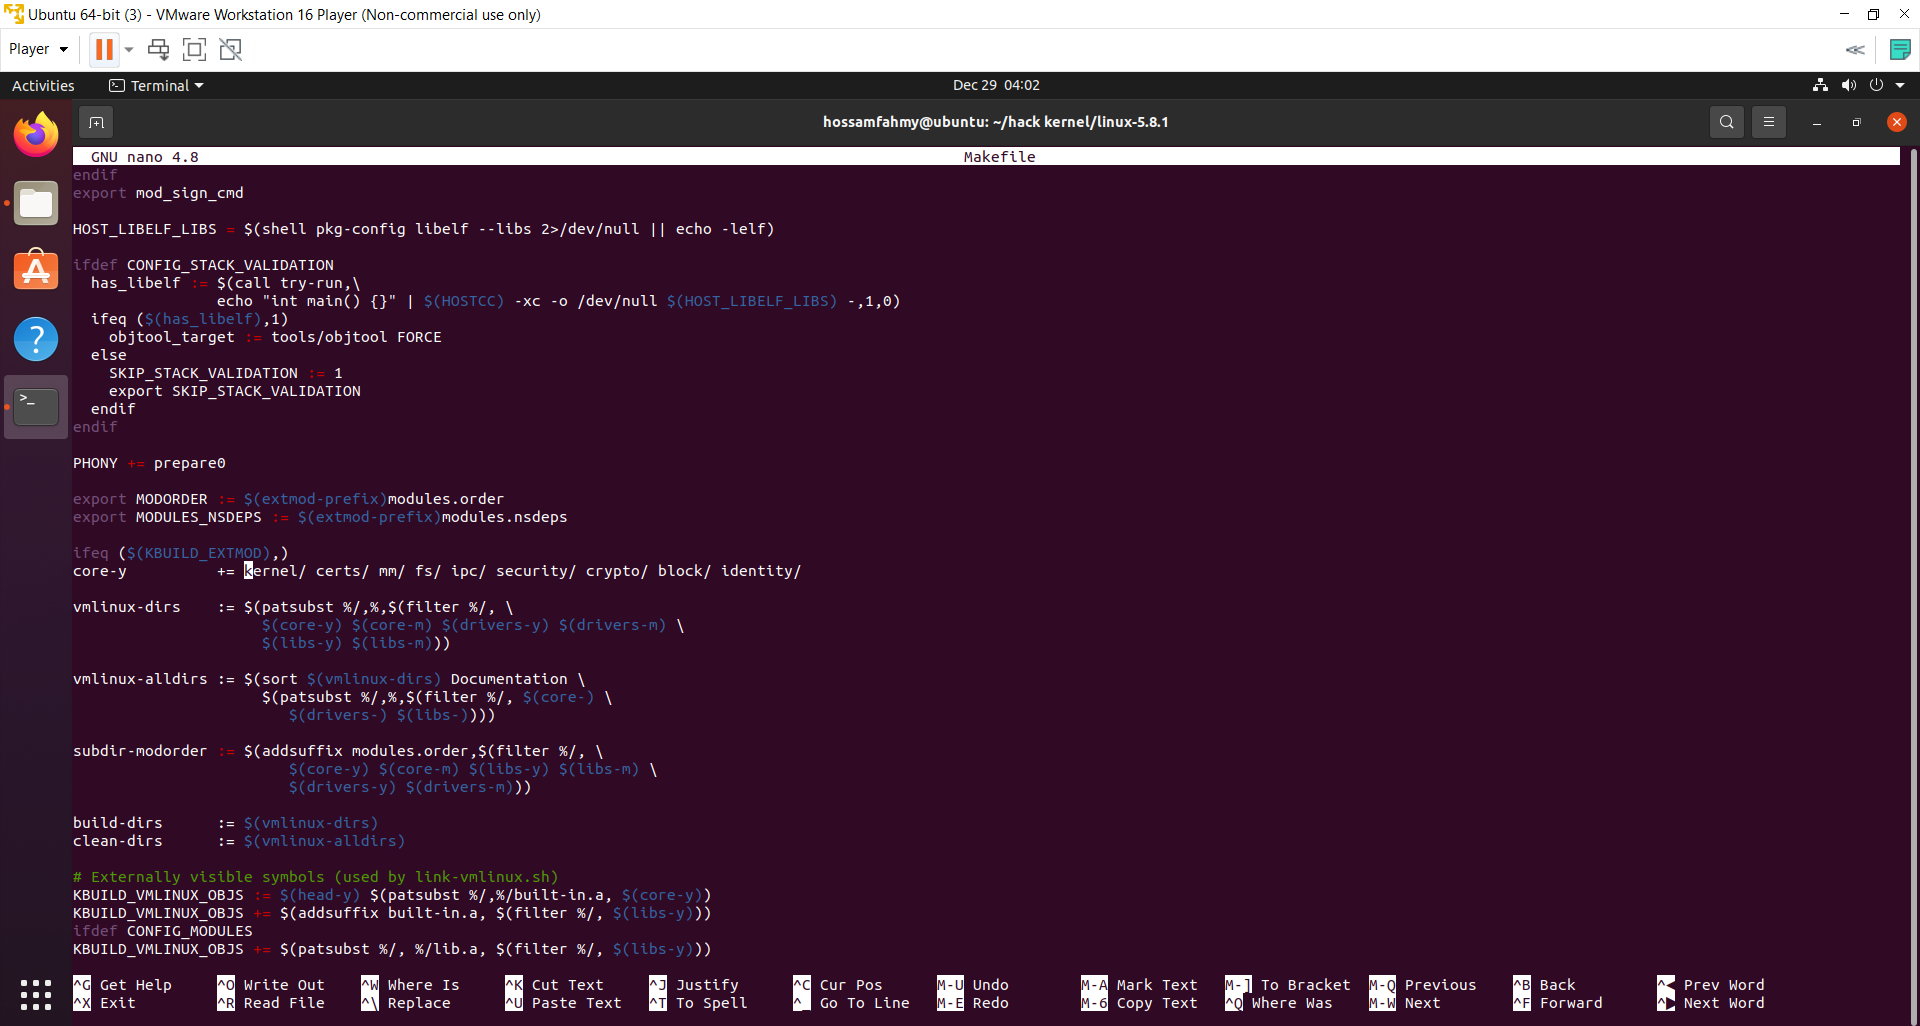 Ubuntu 64-bit (3) - VMware Workstation 16 Player (Non-commercial use only)
Player
Activities Terminal Dec 29 04:02
hossamfahmy@ubuntu: ~/hack kernel/linux-5.8.1
GNU nano 4.8 Makefile
endif
export mod_sign_cmd
HOST_LIBELF_LIBS = $(shell pkg-config libelf --libs 2>/dev/null || echo -lelf)
ifdef CONFIG_STACK_VALIDATION
has_libelf := $(call try-run,\
echo "int main() {}" | $(HOSTCC) -xc -o /dev/null $(HOST_LIBELF_LIBS) -,1,0)
ifeq ($(has_libelf),1)
objtool_target := tools/objtool FORCE
else
SKIP_STACK_VALIDATION := 1
export SKIP_STACK_VALIDATION
endif
endif
PHONY += prepare0
export MODORDER := $(extmod-prefix)modules.order
export MODULES_NSDEPS := $(extmod-prefix)modules.nsdeps
ifeq ($(KBUILD_EXTMOD),)
core-y += kernel/ certs/ mm/ fs/ ipc/ security/ crypto/ block/ identity/
vmlinux-dirs := $(patsubst %/,%,$(filter %/, \
$(core-y) $(core-m) $(drivers-y) $(drivers-m) \
$(libs-y) $(libs-m)))
vmlinux-alldirs := $(sort $(vmlinux-dirs) Documentation \
$(patsubst %/,%,$(filter %/, $(core-) \
$(drivers-) $(libs-))))
subdir-modorder := $(addsuffix modules.order,$(filter %/, \
$(core-y) $(core-m) $(libs-y) $(libs-m) \
$(drivers-y) $(drivers-m)))
build-dirs := $(vmlinux-dirs)
clean-dirs := $(vmlinux-alldirs)
# Externally visible symbols (used by link-vmlinux.sh)
KBUILD_VMLINUX_OBJS := $(head-y) $(patsubst %/,%/built-in.a, $(core-y))
KBUILD_VMLINUX_OBJS += $(addsuffix built-in.a, $(filter %/, $(libs-y)))
ifdef CONFIG_MODULES
KBUILD_VMLINUX_OBJS += $(patsubst %/, %/lib.a, $(filter %/, $(libs-y)))
^G Get Help ^O Write Out ^W Where Is ^K Cut Text ^J Justify ^C Cur Pos M-U Undo M-A Mark Text M-] To Bracket M-Q Previous ^B Back ^◀ Prev Word
^X Exit ^R Read File ^\ Replace ^U Paste Text ^T To Spell ^_ Go To Line M-E Redo M-6 Copy Text ^Q Where Was M-W Next ^F Forward ^▶ Next Word